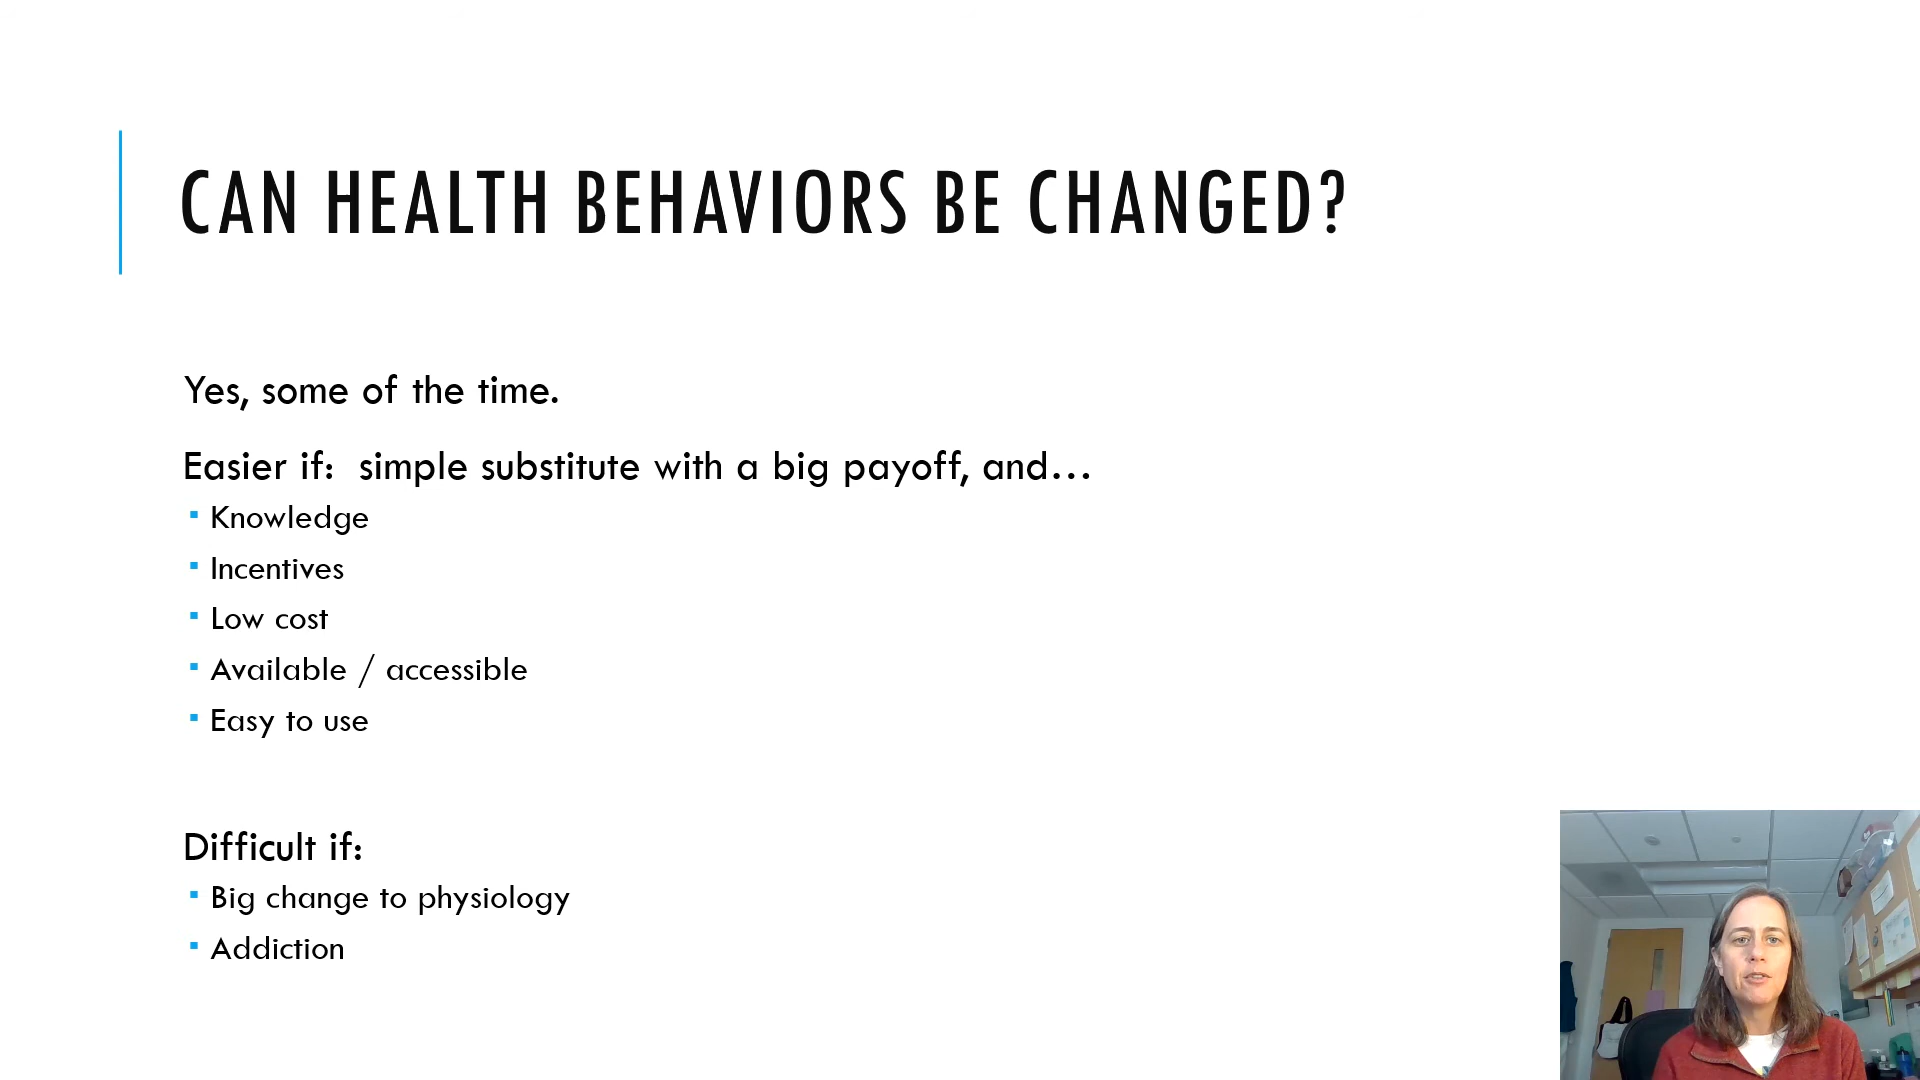 CAN HEALTH BEHAVIORS BE CHANGED?
Yes, some of the time.
Easier if:  simple substitute with a big payoff, and…
▪ Knowledge
▪ Incentives
▪ Low cost
▪ Available / accessible
▪ Easy to use
Difficult if:
▪ Big change to physiology
▪ Addiction